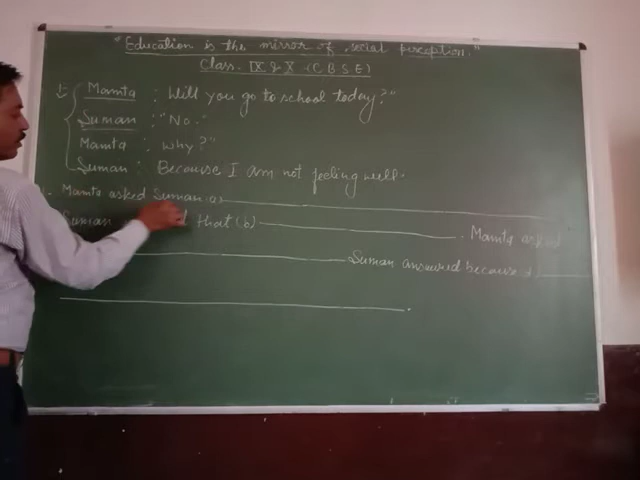 "Education is the mirror of social perception."
Class. IX & X (C B S E)
1- Mamta : Will you go to school today?"
Suman : "No."
Mamta : Why?"
Suman : Because I am not feeling well.
Mamta asked Suman (a)
Suman that (b) . Mamta asked
Suman answered because d)
.